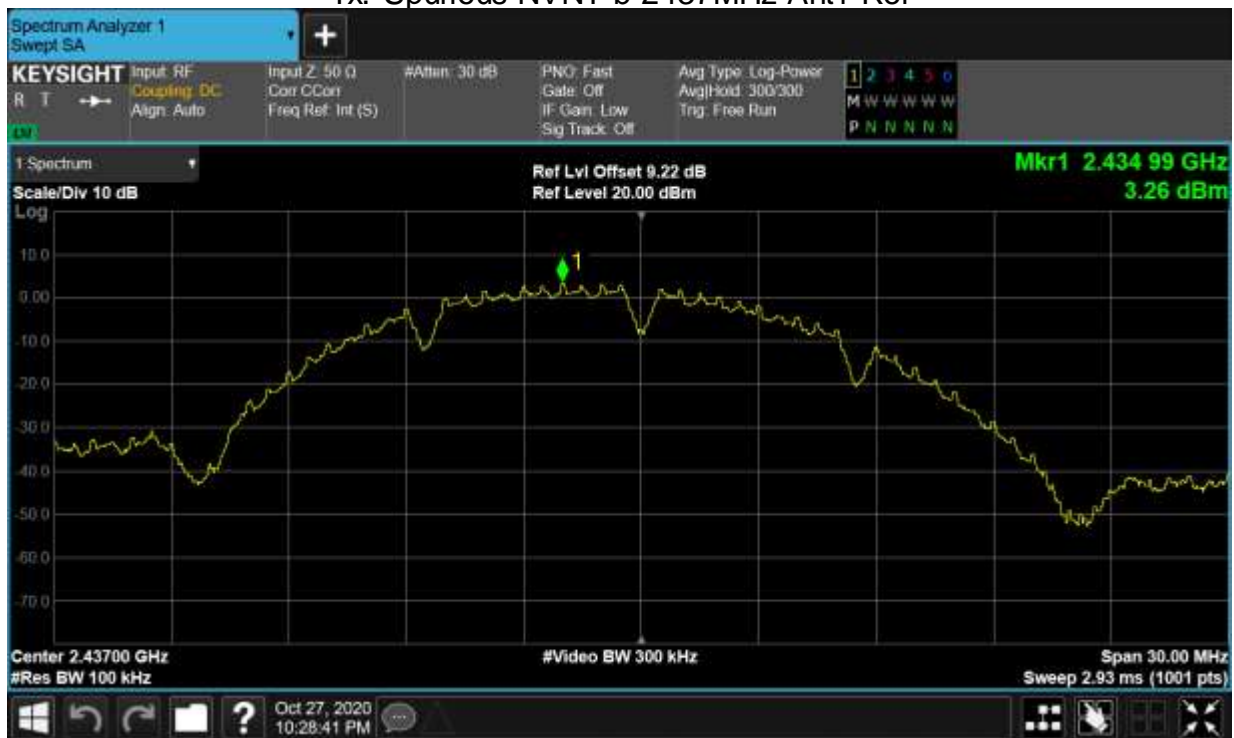 Tx. Spurious NVNT b 2437MHz Ant1 Ref
Spectrum Analyzer 1
Swept SA
+
KEYSIGHT
R T
Input: RF
Coupling: DC
Align: Auto
Input Z: 50 Ω
Corr CCorr
Freq Ref: Int (S)
#Atten: 30 dB
PNO: Fast
Gate: Off
IF Gain: Low
Sig Track: Off
Avg Type: Log-Power
Avg|Hold: 300/300
Trig: Free Run
1 2 3 4 5 6
M W W W W W
P N N N N N
1 Spectrum
Scale/Div 10 dB
Log
Ref Lvl Offset 9.22 dB
Ref Level 20.00 dBm
Mkr1 2.434 99 GHz
3.26 dBm
1
10.0
0.00
-10.0
-20.0
-30.0
-40.0
-50.0
-60.0
-70.0
Center 2.43700 GHz
#Res BW 100 kHz
#Video BW 300 kHz
Span 30.00 MHz
Sweep 2.93 ms (1001 pts)
?
Oct 27, 2020
10:28:41 PM